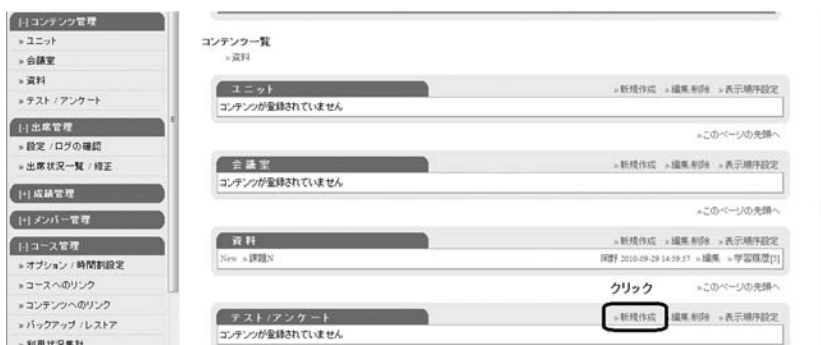 [-] コンテンツ管理
» ユニット
» 会議室
» 資料
» テスト / アンケート
[-] 出席管理
» 設定 / ログの確認
» 出席状況一覧 / 修正
[+] 成績管理
[+] メンバー管理
[-] コース管理
» オプション / 時間割設定
» コースへのリンク
» コンテンツへのリンク
» バックアップ / レストア
» 利用状況集計
コンテンツ一覧
» 資料
ユニット » 新規作成 » 編集・削除 » 表示順序設定
コンテンツが登録されていません
» このページの先頭へ
会議室 » 新規作成 » 編集・削除 » 表示順序設定
コンテンツが登録されていません
» このページの先頭へ
資料 » 新規作成 » 編集・削除 » 表示順序設定
New » 課題N 岡野 2010-09-29 14:59:57 » 編集 » 学習履歴[5]
クリック » このページの先頭へ
テスト/アンケート » 新規作成 » 編集・削除 » 表示順序設定
コンテンツが登録されていません